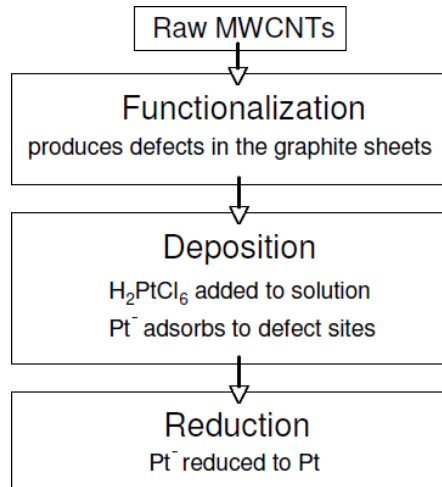 Raw MWCNTs
Functionalization
produces defects in the graphite sheets
Deposition
H₂PtCl₆ added to solution
Pt⁻ adsorbs to defect sites
Reduction
Pt⁻ reduced to Pt